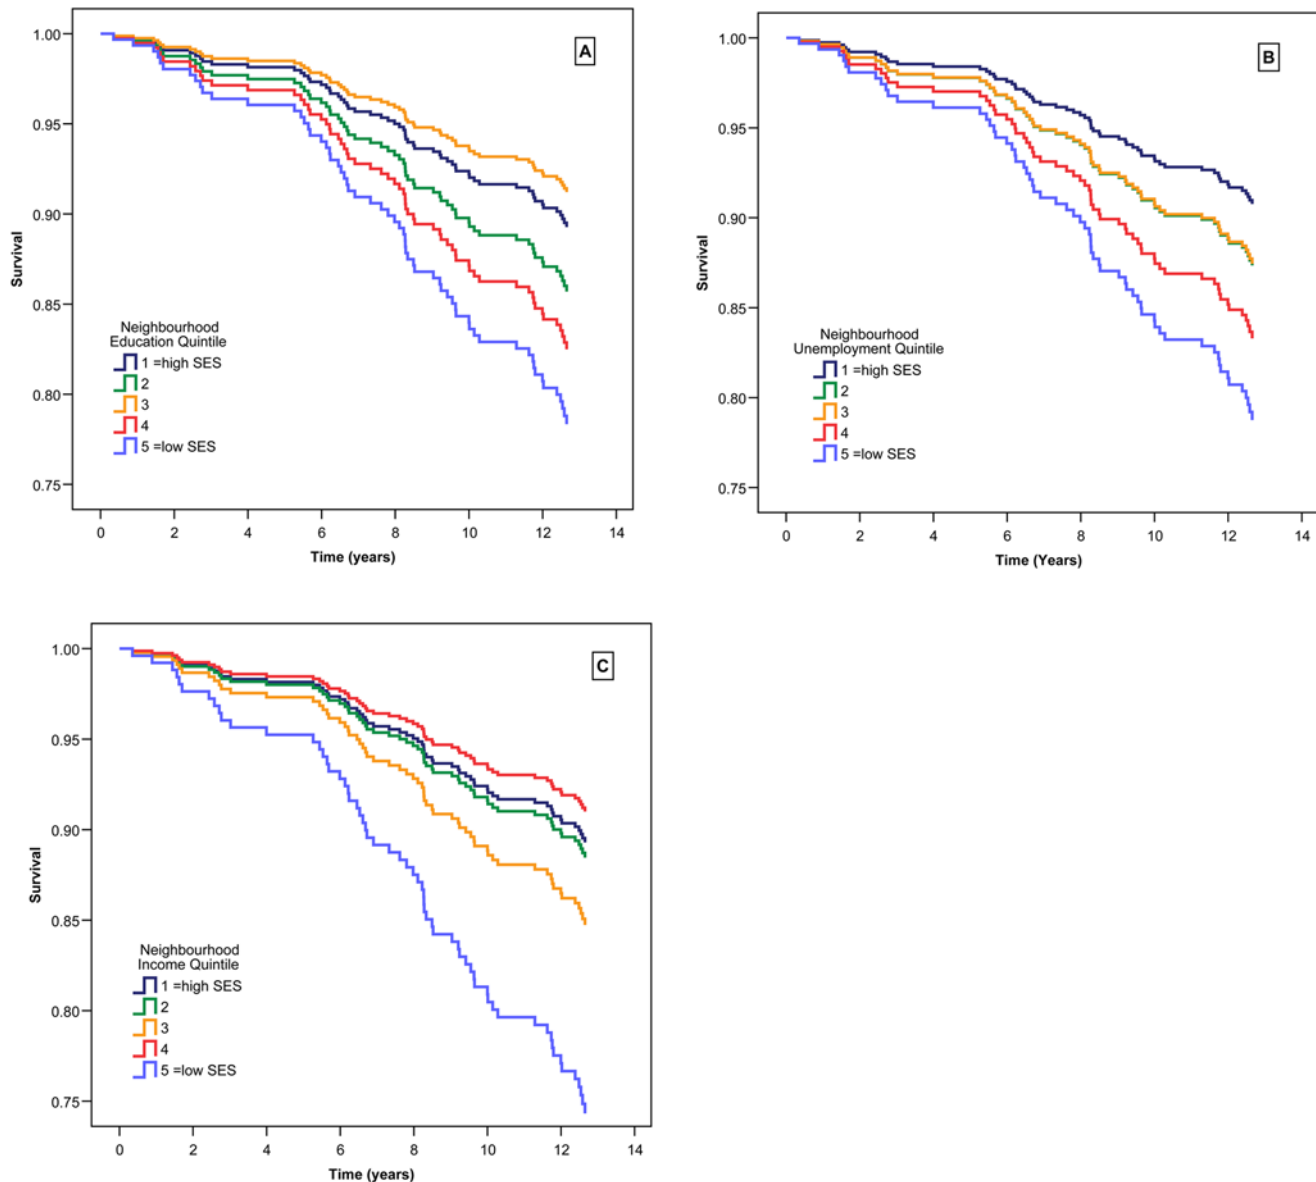 A
1.00
0.95
0.90
0.85
0.80
0.75
Survival
Neighbourhood
Education Quintile
1 =high SES
2
3
4
5 =low SES
0 2 4 6 8 10 12 14
Time (years)
B
1.00
0.95
0.90
0.85
0.80
0.75
Survival
Neighbourhood
Unemployment Quintile
1 =high SES
2
3
4
5 =low SES
0 2 4 6 8 10 12 14
Time (Years)
C
1.00
0.95
0.90
0.85
0.80
0.75
Survival
Neighbourhood
Income Quintile
1 =high SES
2
3
4
5 =low SES
0 2 4 6 8 10 12 14
Time (years)